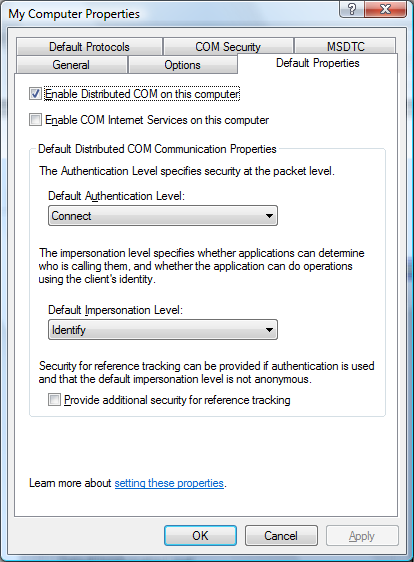 My Computer Properties
Default Protocols COM Security MSDTC
General Options Default Properties
Enable Distributed COM on this computer
Enable COM Internet Services on this computer
Default Distributed COM Communication Properties
The Authentication Level specifies security at the packet level.
Default Authentication Level:
Connect
The impersonation level specifies whether applications can determine
who is calling them, and whether the application can do operations
using the client's identity.
Default Impersonation Level:
Identify
Security for reference tracking can be provided if authentication is used
and that the default impersonation level is not anonymous.
Provide additional security for reference tracking
Learn more about setting these properties.
OK Cancel Apply